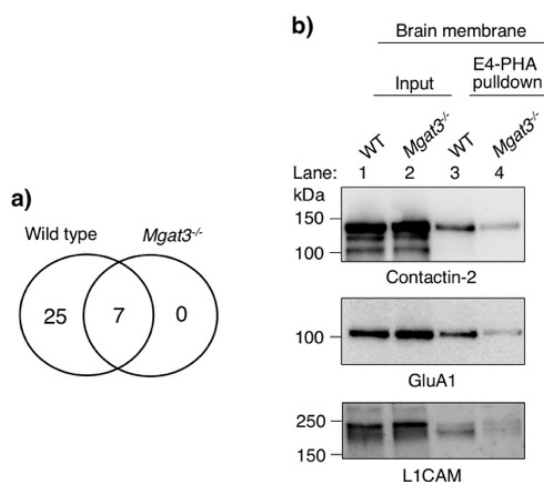 a)
Wild type Mgat3-/-
25 7 0
b)
Brain membrane
Input
E4-PHA
pulldown
WT Mgat3-/- WT Mgat3-/-
Lane: 1 2 3 4
kDa
150
100
Contactin-2
100
GluA1
250
150
L1CAM